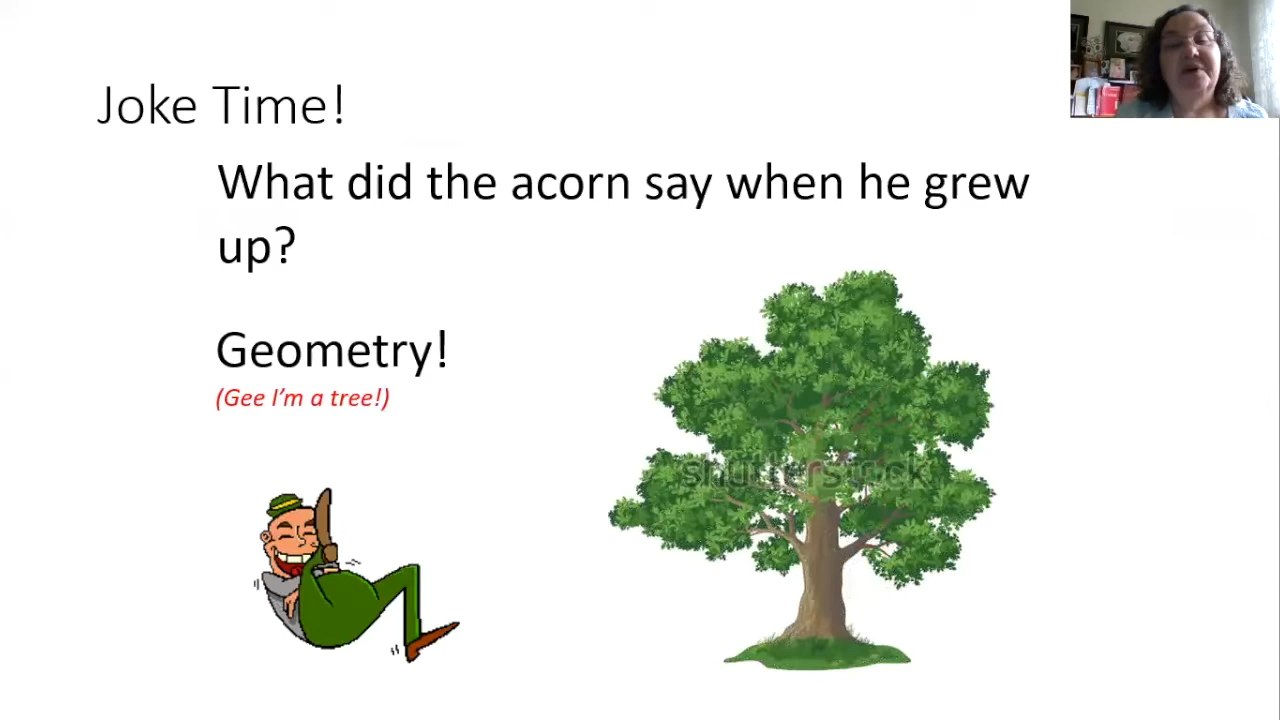 Joke Time!
What did the acorn say when he grew
up?
Geometry!
(Gee I’m a tree!)
shutterstock